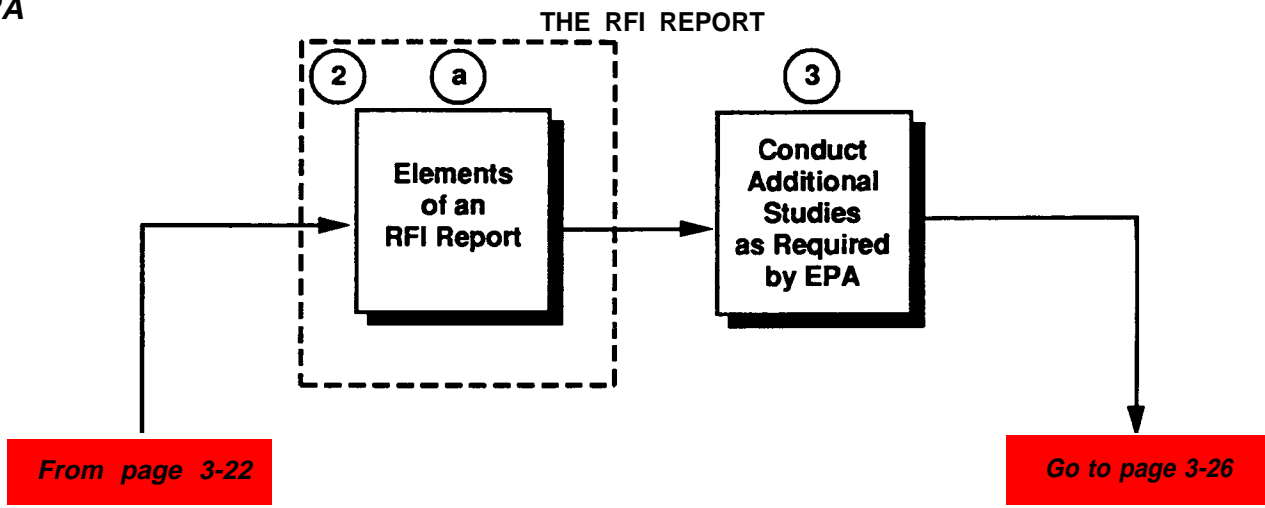 THE RFI REPORT
2
a
3
Elements
of an
RFI Report
Conduct
Additional
Studies
as Required
by EPA
From page 3-22
Go to page 3-26